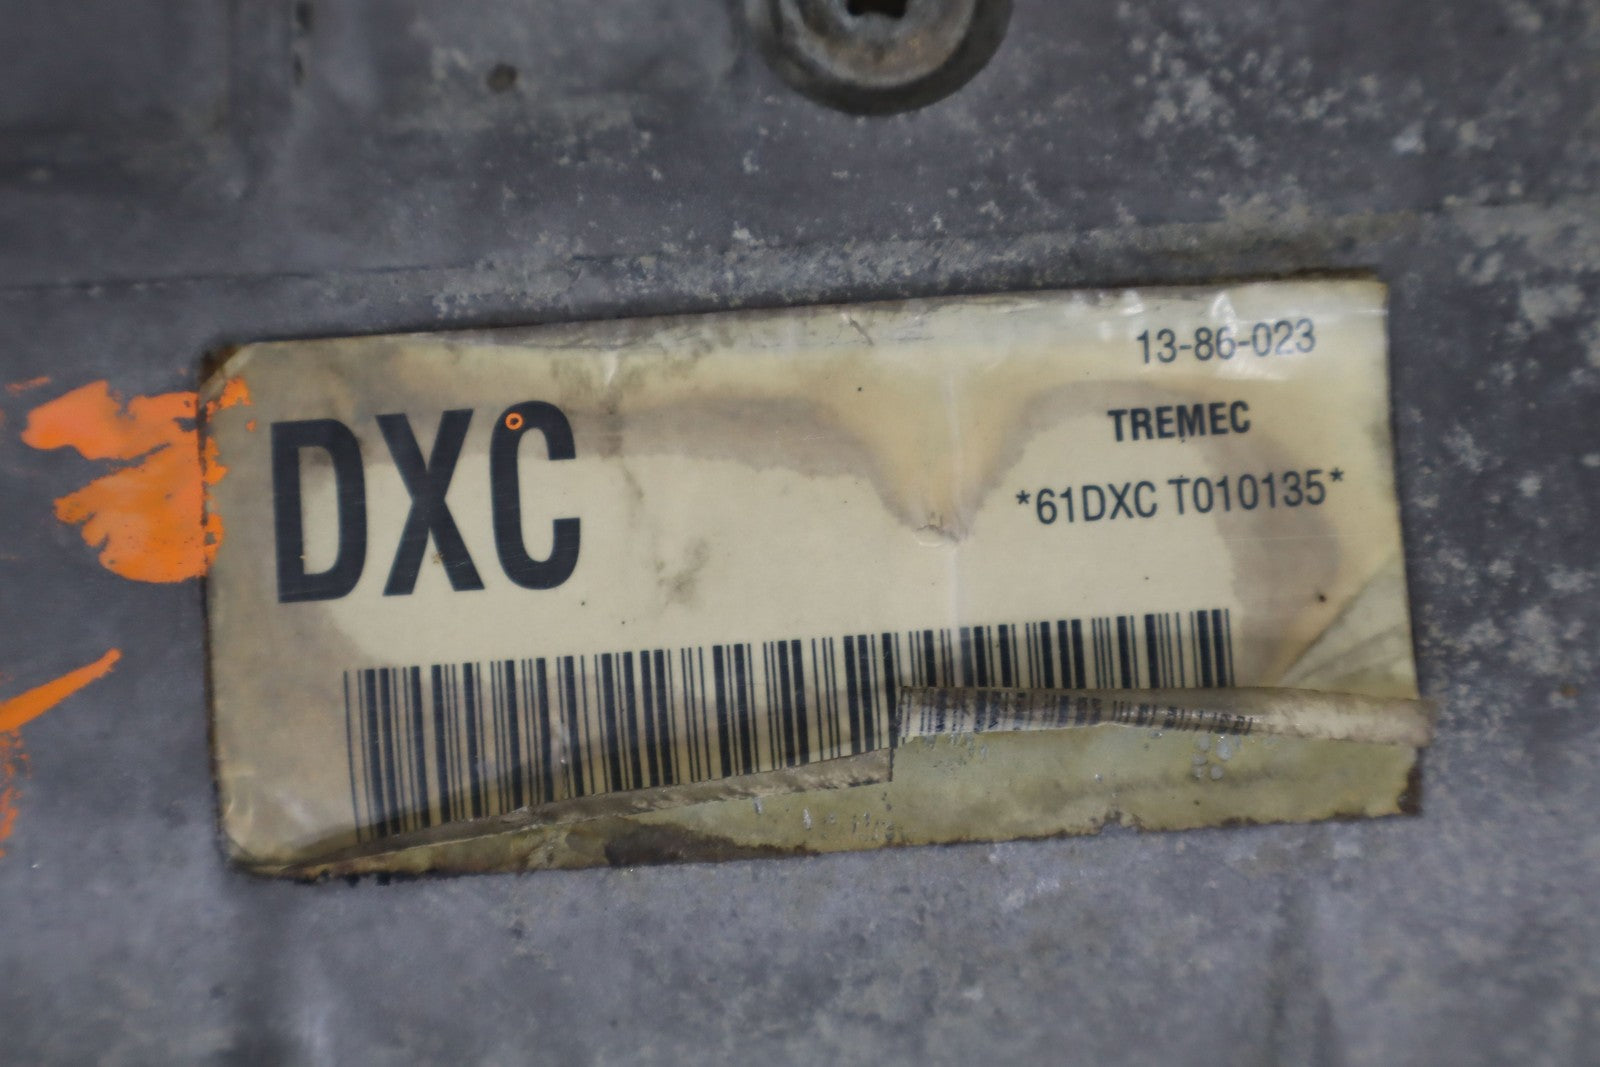 13-86-023
DXC
TREMEC
*61DXC T010135*